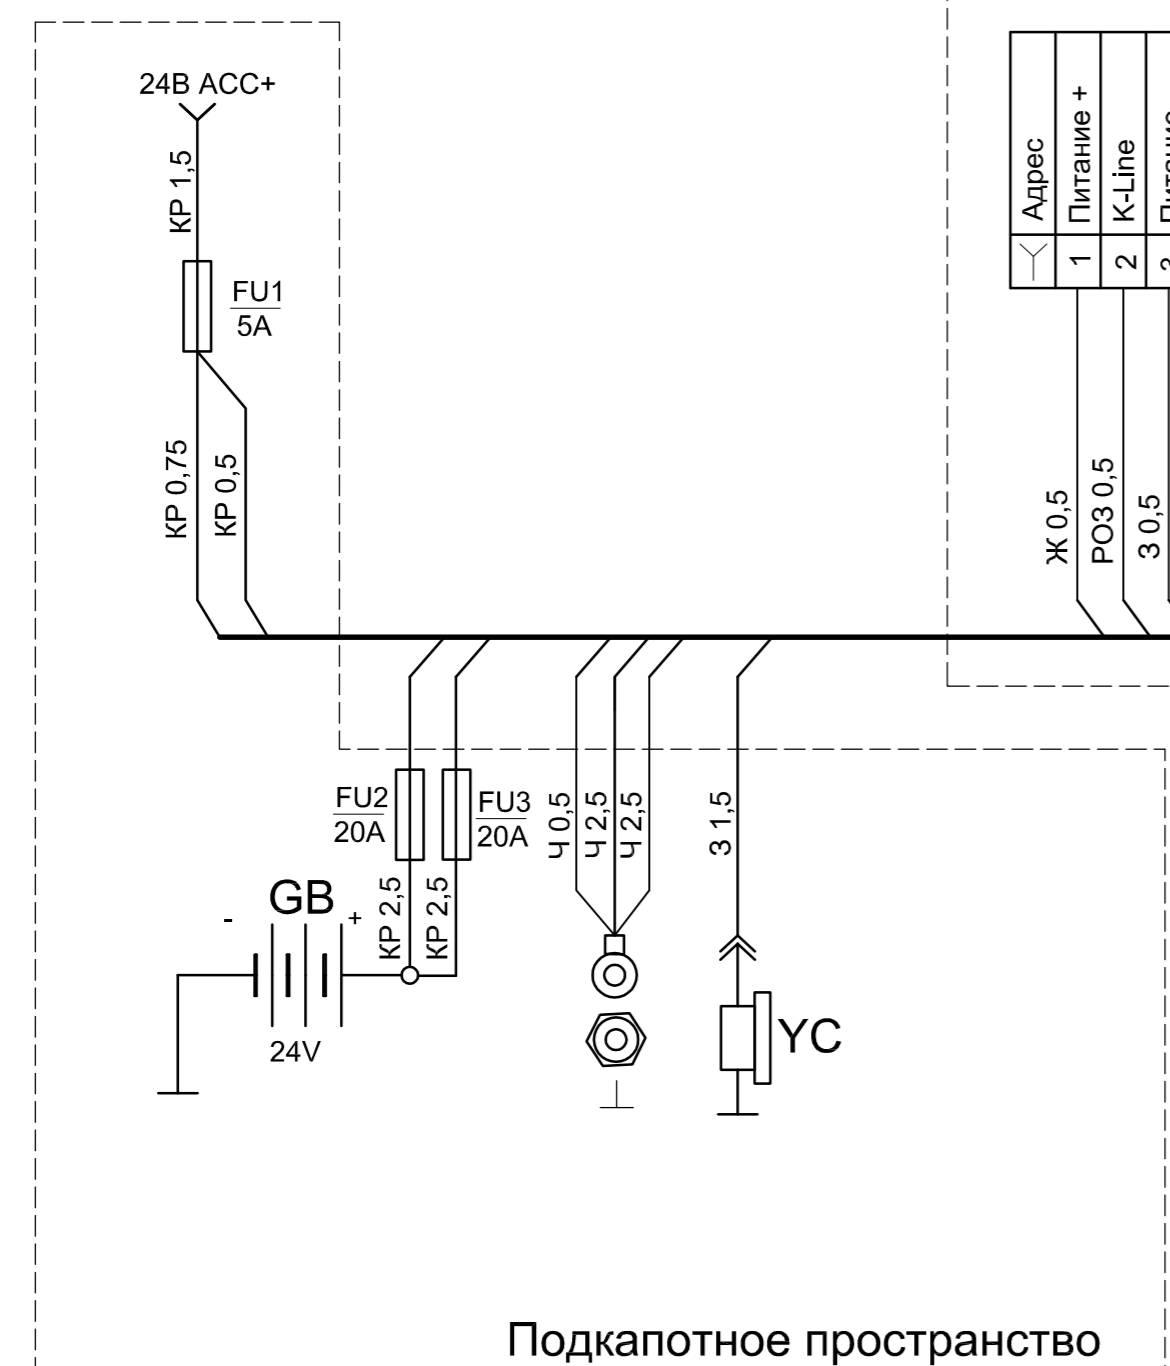 24В АСС+
КР 1,5
FU1
5А
КР 0,75
КР 0,5
Адрес
Питание +
K-Line
1
2
Ж 0,5
РОЗ 0,5
З 0,5
FU2
20А
FU3
20А
Ч 0,5
Ч 2,5
Ч 2,5
З 1,5
КР 2,5
КР 2,5
- GB +
24V
YC
Подкапотное пространство